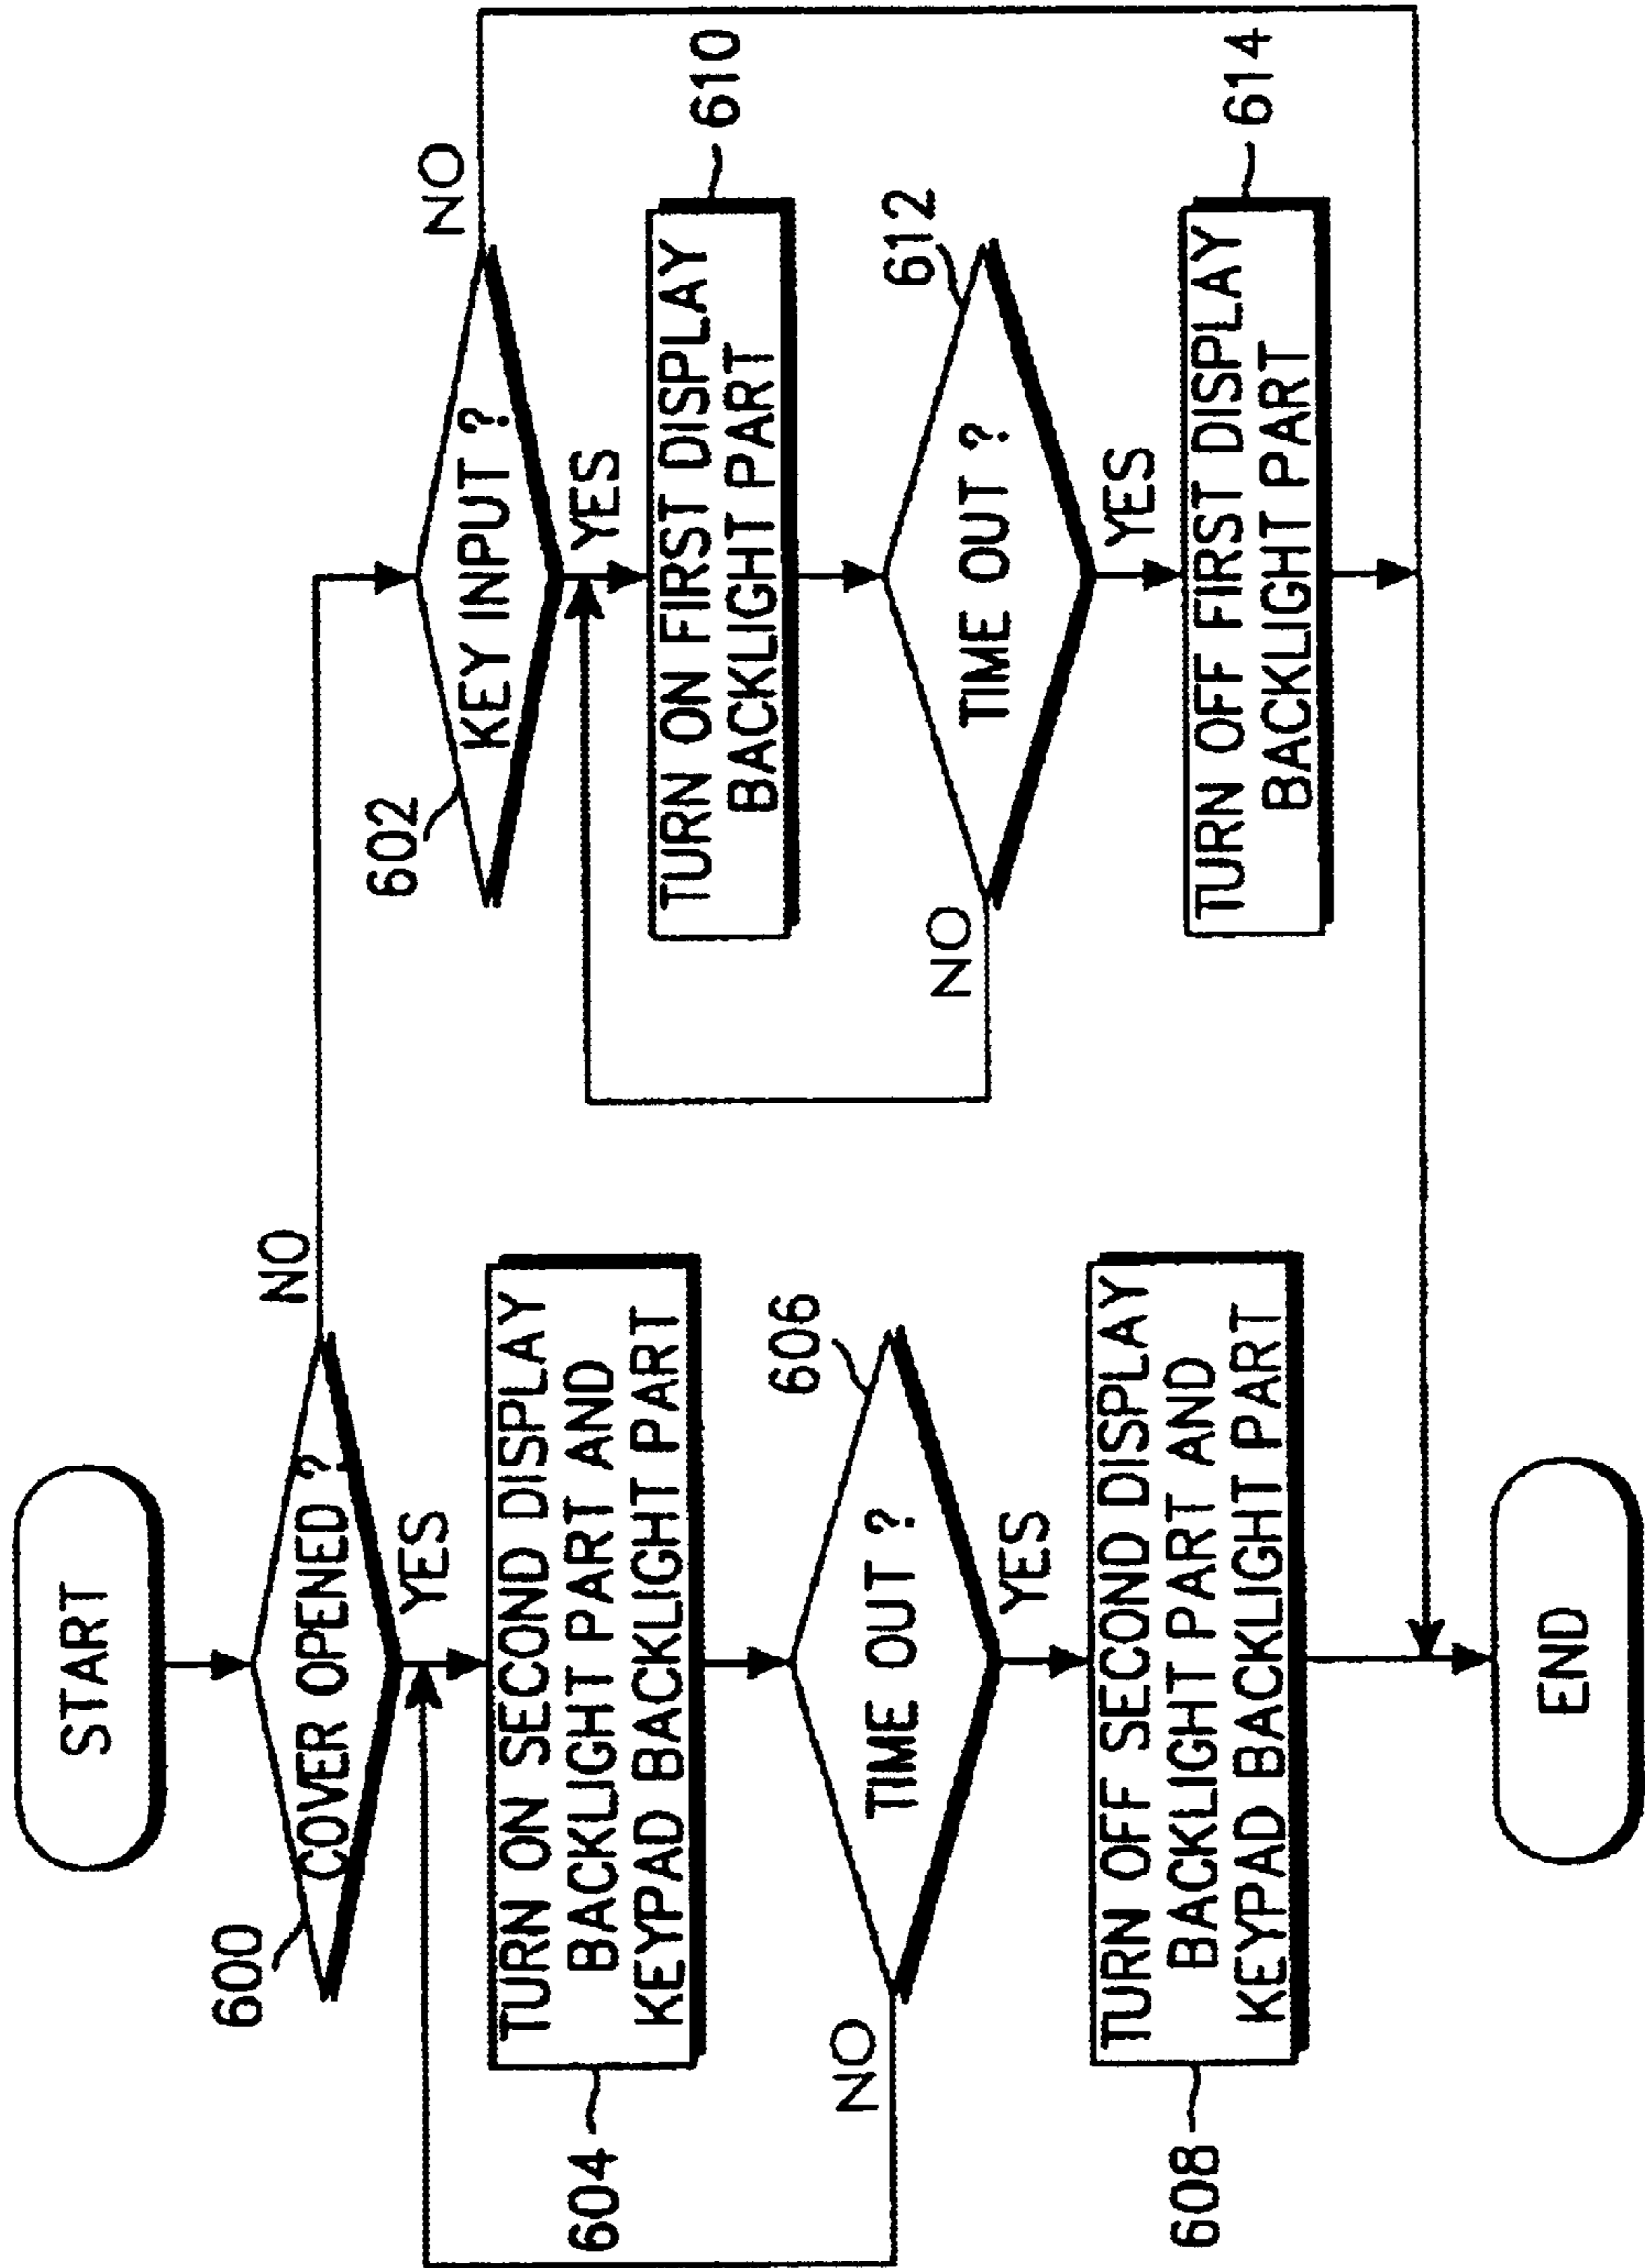 START
600
COVER OPENED ?
NO
YES
604
TURN ON SECOND DISPLAY
BACKLIGHT PART AND
KEYPAD BACKLIGHT PART
606
TIME OUT ?
NO
YES
608
TURN OFF SECOND DISPLAY
BACKLIGHT PART AND
KEYPAD BACKLIGHT PART
END
602
KEY INPUT ?
NO
YES
610
TURN ON FIRST DISPLAY
BACKLIGHT PART
612
TIME OUT ?
NO
YES
614
TURN OFF FIRST DISPLAY
BACKLIGHT PART